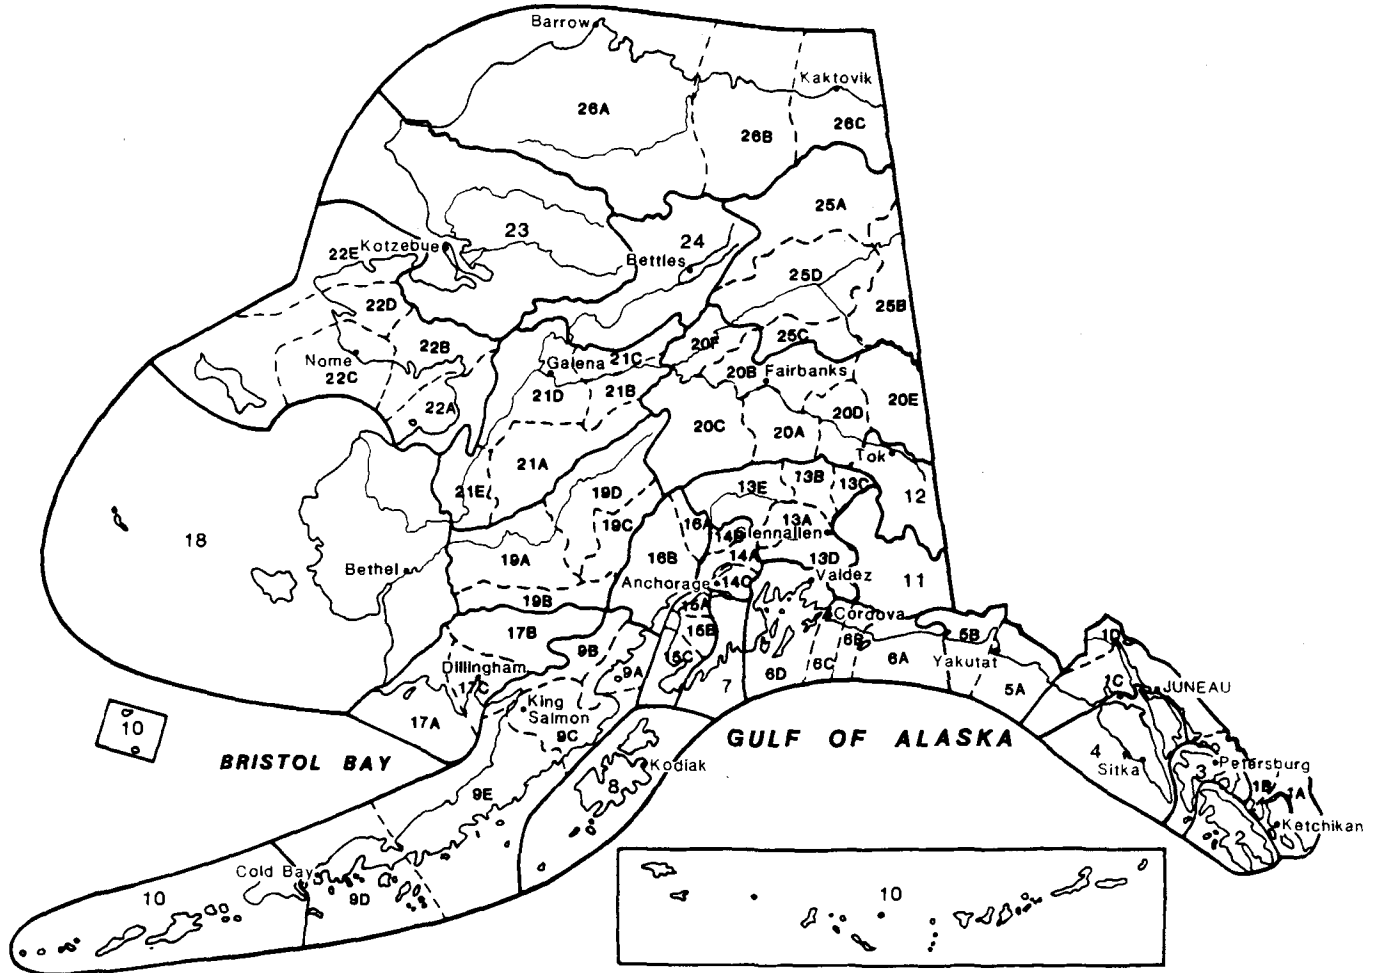 Barrow
Kaktovik
26A
26B
26C
25A
23
24
Kotzebue
22E
Bettles
25D
22D
25B
20F
25C
22B
Nome
22C
Galena
21C
20B
Fairbanks
21D
21B
22A
20E
20D
20C
20A
21A
Tok
21E
19D
13E
13B
13C
12
19C
16A
13A
18
14B
Glennallen
19A
16B
14A
13D
Bethel
Anchorage
14C
Valdez
11
19B
15A
Cordova
17B
15B
6B
5B
1D
9B
15C
Yakutat
Dillingham
17C
9A
7
6D
6C
6A
5A
1C
JUNEAU
King
Salmon
17A
10
9C
GULF OF ALASKA
4
BRISTOL BAY
Kodiak
Sitka
3
Petersburg
9E
8
1B
1A
2
Ketchikan
Cold Bay
10
9D
10